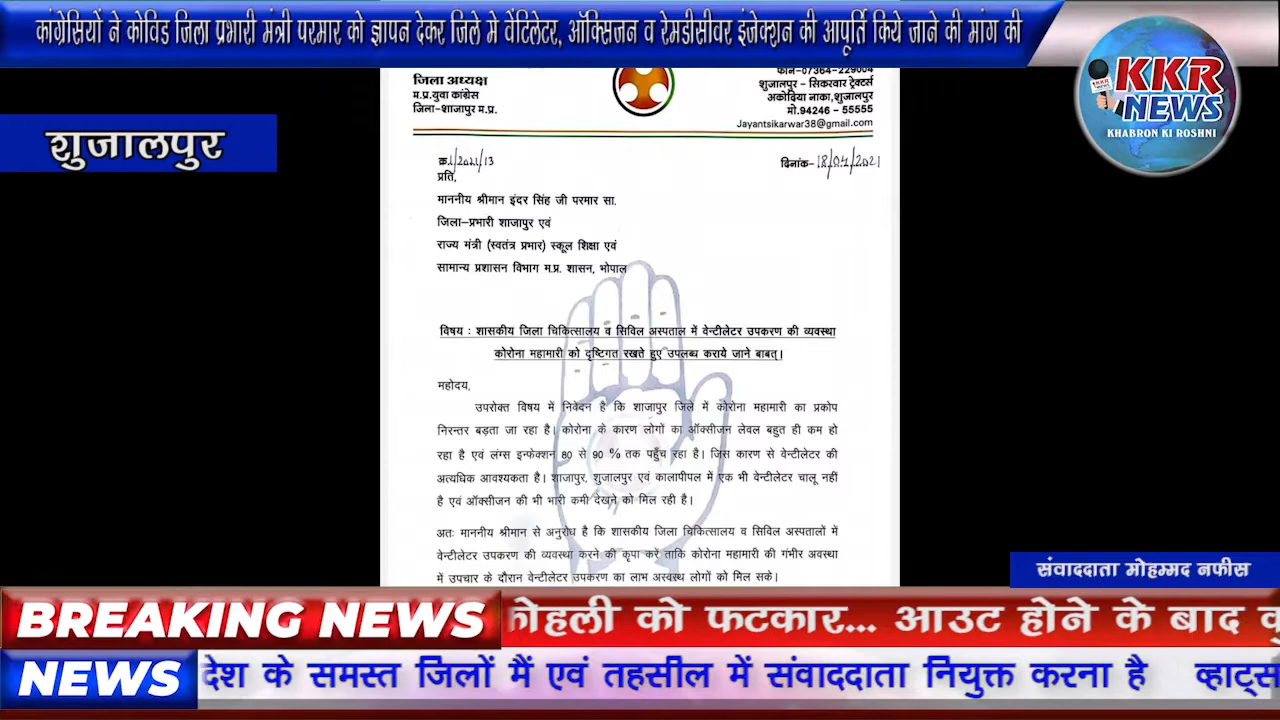 कांग्रेसियों ने कोविड जिला प्रभारी मंत्री परमार को ज्ञापन देकर जिले मे वेंटिलेटर, ऑक्सिजन व रेमडीसीवर इंजेक्शन की आपूर्ति किये जाने की मांग की
KKR
NEWS
KHABRON KI ROSHNI
शुजालपुर
जिला अध्यक्ष
म.प्र.युवा कांग्रेस
जिला-शाजापुर म.प्र.
फोन-07364-229004
शुजालपुर - सिकरवार ट्रेक्टर्स
अकोदिया नाका,शुजालपुर
मो.94246 - 55555
Jayantsikarwar38@gmail.com
क्र.1/2021/13
दिनांक-18/04/2021
प्रति,
माननीय श्रीमान इंदर सिंह जी परमार सा.
जिला–प्रभारी शाजापुर एवं
राज्य मंत्री (स्वतंत्र प्रभार) स्कूल शिक्षा एवं
सामान्य प्रशासन विभाग म.प्र. शासन, भोपाल
विषय : शासकीय जिला चिकित्सालय व सिविल अस्पताल में वेन्टीलेटर उपकरण की व्यवस्था
कोरोना महामारी को दृष्टिगत रखते हुए उपलब्ध कराये जाने बाबत्।
महोदय,
उपरोक्त विषय में निवेदन है कि शाजापुर जिले में कोरोना महामारी का प्रकोप
निरन्तर बड़ता जा रहा है। कोरोना के कारण लोगों का ऑक्सीजन लेवल बहुत ही कम हो
रहा है एवं लंग्स इन्फेक्शन 80 से 90 % तक पहुँच रहा है। जिस कारण से वेन्टीलेटर की
अत्यधिक आवश्यकता है। शाजापुर, शुजालपुर एवं कालापीपल में एक भी वेन्टीलेटर चालू नहीं
है एवं ऑक्सीजन की भी भारी कमी देखने को मिल रही है।
अतः माननीय श्रीमान से अनुरोध है कि शासकीय जिला चिकित्सालय व सिविल अस्पतालों में
वेन्टीलेटर उपकरण की व्यवस्था करने की कृपा करें ताकि कोरोना महामारी की गंभीर अवस्था
में उपचार के दौरान वेन्टीलेटर उपकरण का लाभ अस्वस्थ लोगों को मिल सके।
संवाददाता मोहम्मद नफीस
BREAKING NEWS
कोहली को फटकार... आउट होने के बाद कु
NEWS
देश के समस्त जिलों मैं एवं तहसील में संवाददाता नियुक्त करना है व्हाट्स